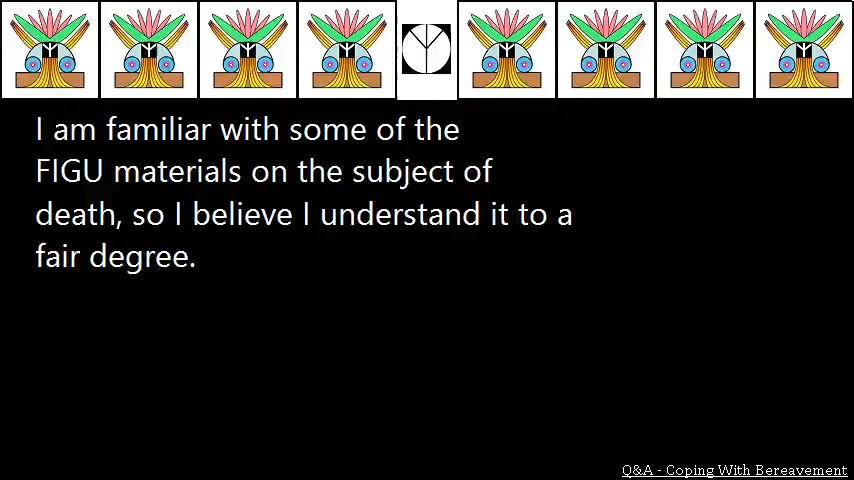 I am familiar with some of the
FIGU materials on the subject of
death, so I believe I understand it to a
fair degree.
Q&A - Coping With Bereavement